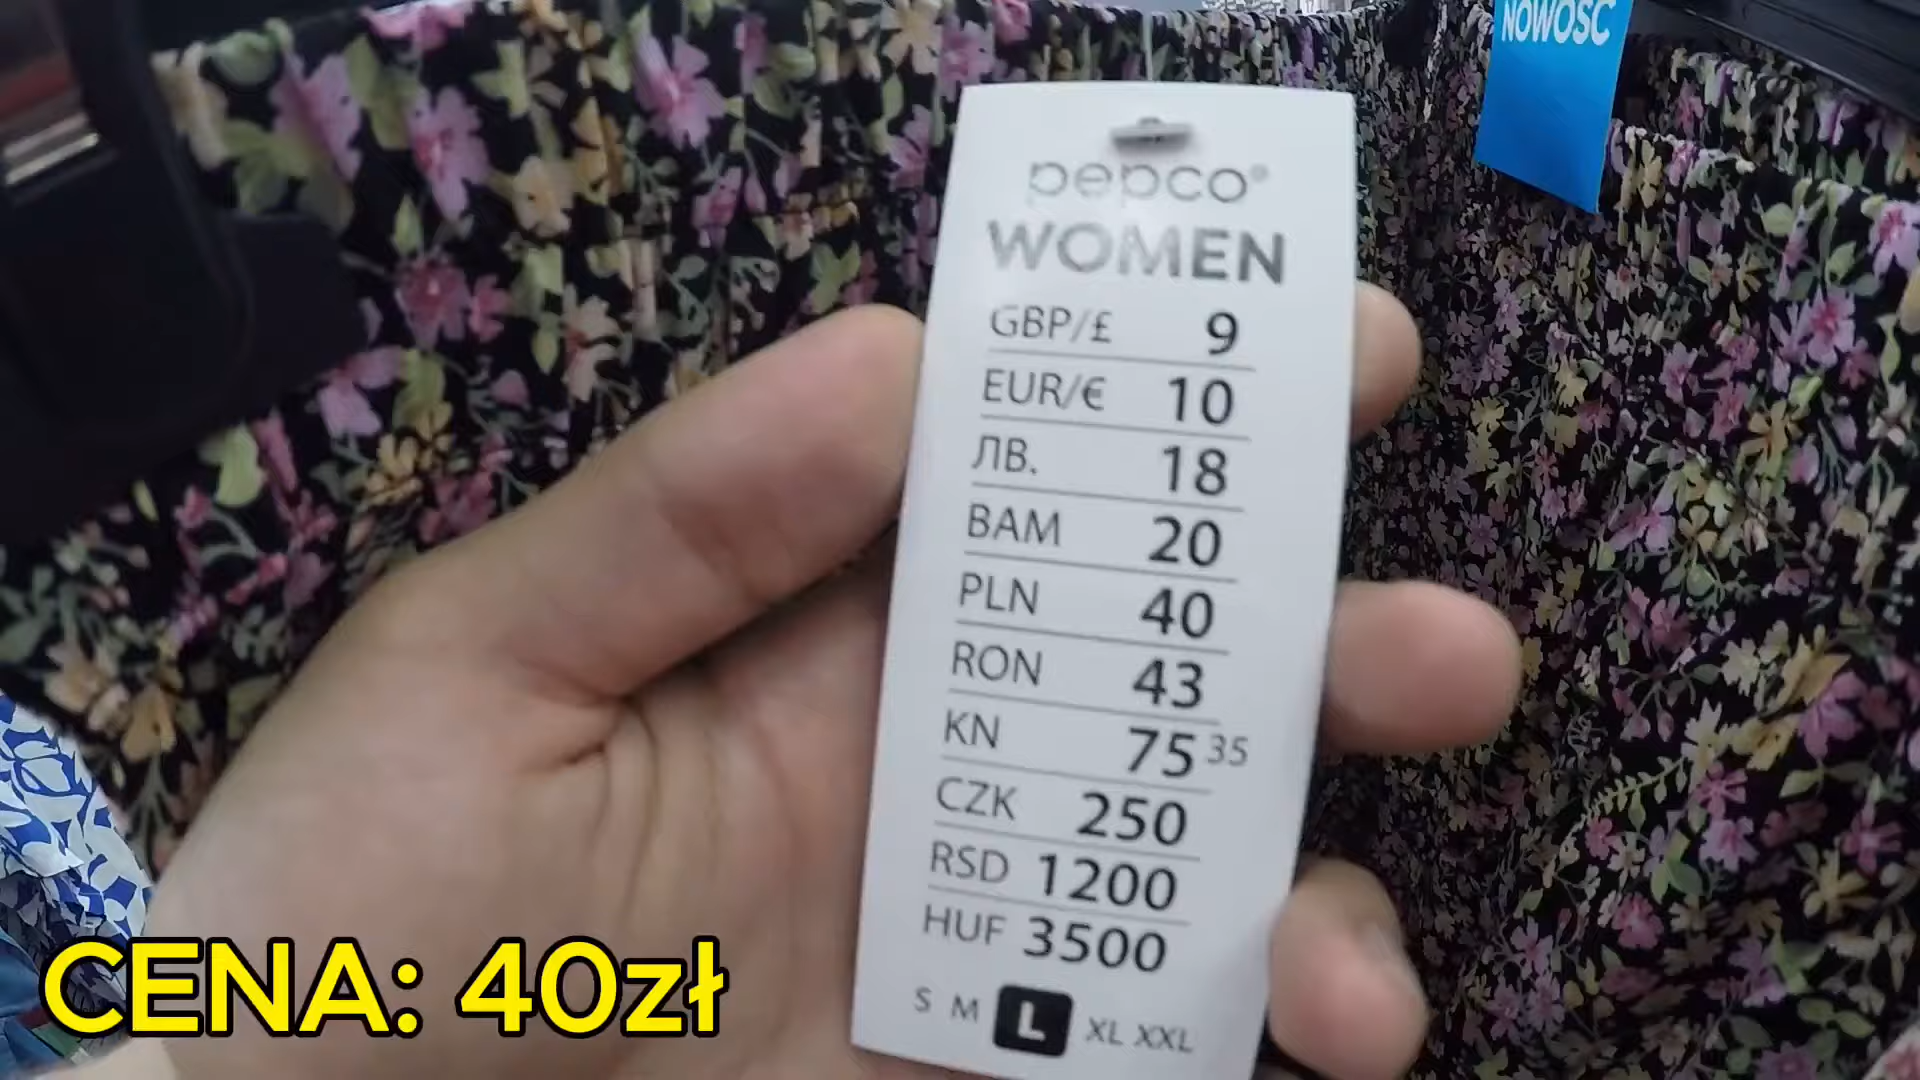 NOWOŚĆ
pepco®
WOMEN
GBP/£ 9
EUR/€ 10
ЛВ. 18
BAM 20
PLN 40
RON 43
KN 75 35
CZK 250
RSD 1200
HUF 3500
S M L XL XXL
CENA: 40zł